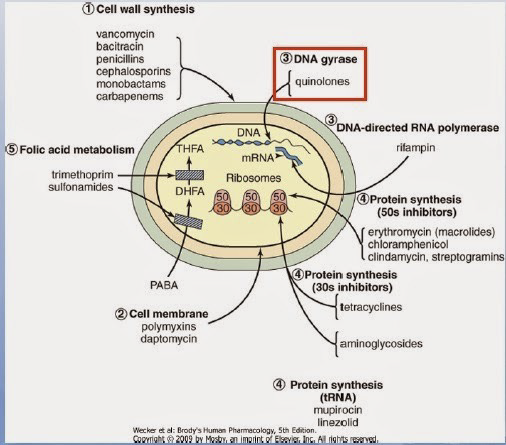 ① Cell wall synthesis
vancomycin
bacitracin
penicillins
cephalosporins
monobactams
carbapenems
③ DNA gyrase
quinolones
③ DNA-directed RNA polymerase
rifampin
⑤ Folic acid metabolism
trimethoprim
sulfonamides
THFA
DHFA
PABA
DNA
mRNA
Ribosomes
50 50 50
30 30 30
④ Protein synthesis
(50s inhibitors)
erythromycin (macrolides)
chloramphenicol
clindamycin, streptogramins
④ Protein synthesis
(30s inhibitors)
tetracyclines
aminoglycosides
② Cell membrane
polymyxins
daptomycin
④ Protein synthesis
(tRNA)
mupirocin
linezolid
Wecker et al: Brody's Human Pharmacology, 5th Edition.
Copyright © 2009 by Mosby, an imprint of Elsevier, Inc. All rights reserved.